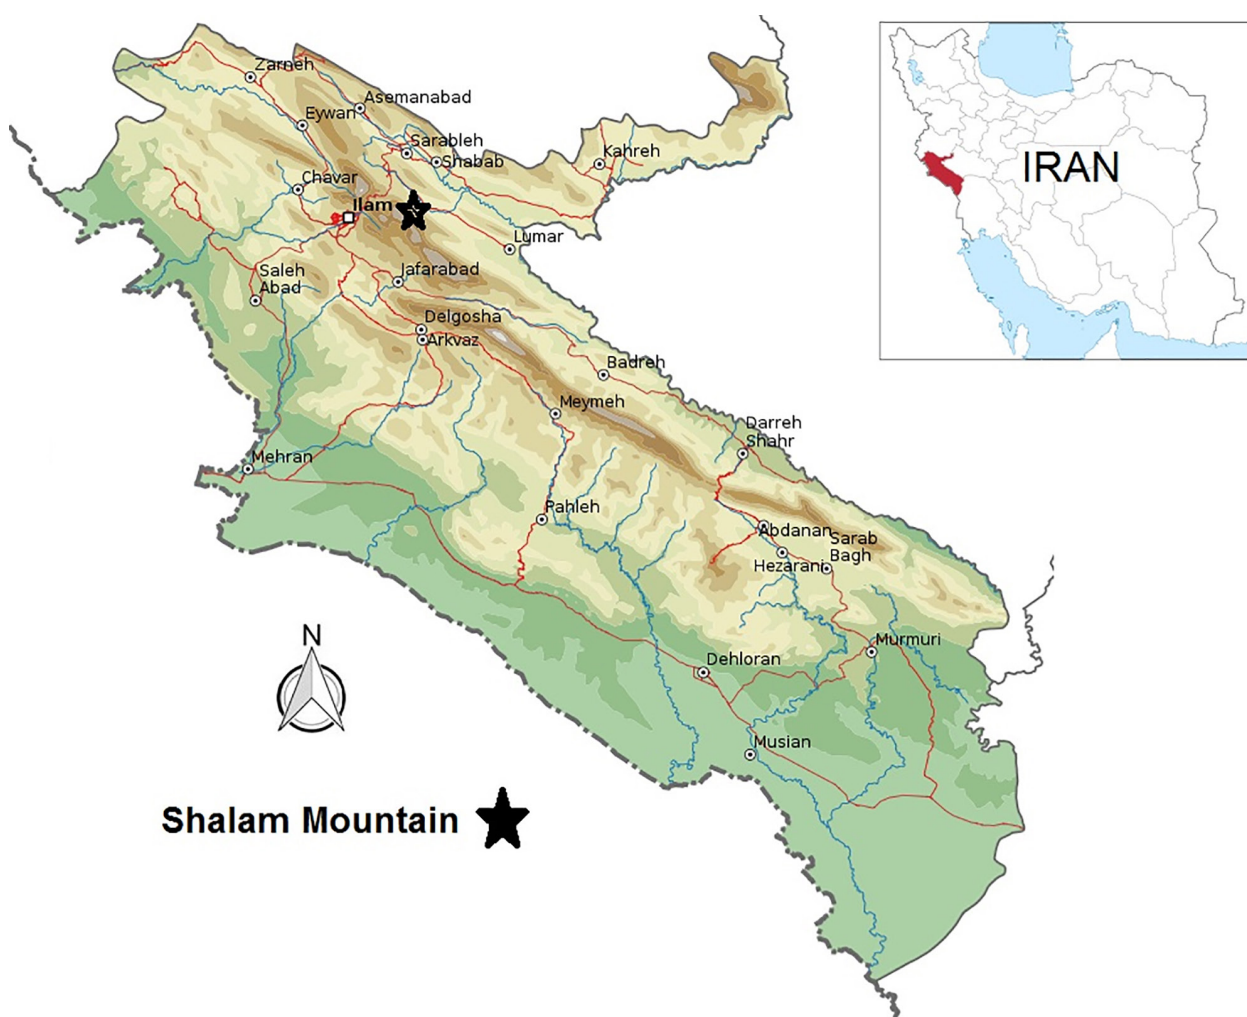 Zarneh
Asemanabad
Eywan
Sarableh
Shabab
Kahreh
Chavar
Ilam
Lumar
Saleh
Abad
Jafarabad
Delgosha
Arkvaz
Badreh
Meymeh
Darreh
Shahr
Mehran
Pahleh
Abdanan
Sarab
Bagh
Hezarani
Murmuri
Dehloran
Musian
N
Shalam Mountain
IRAN